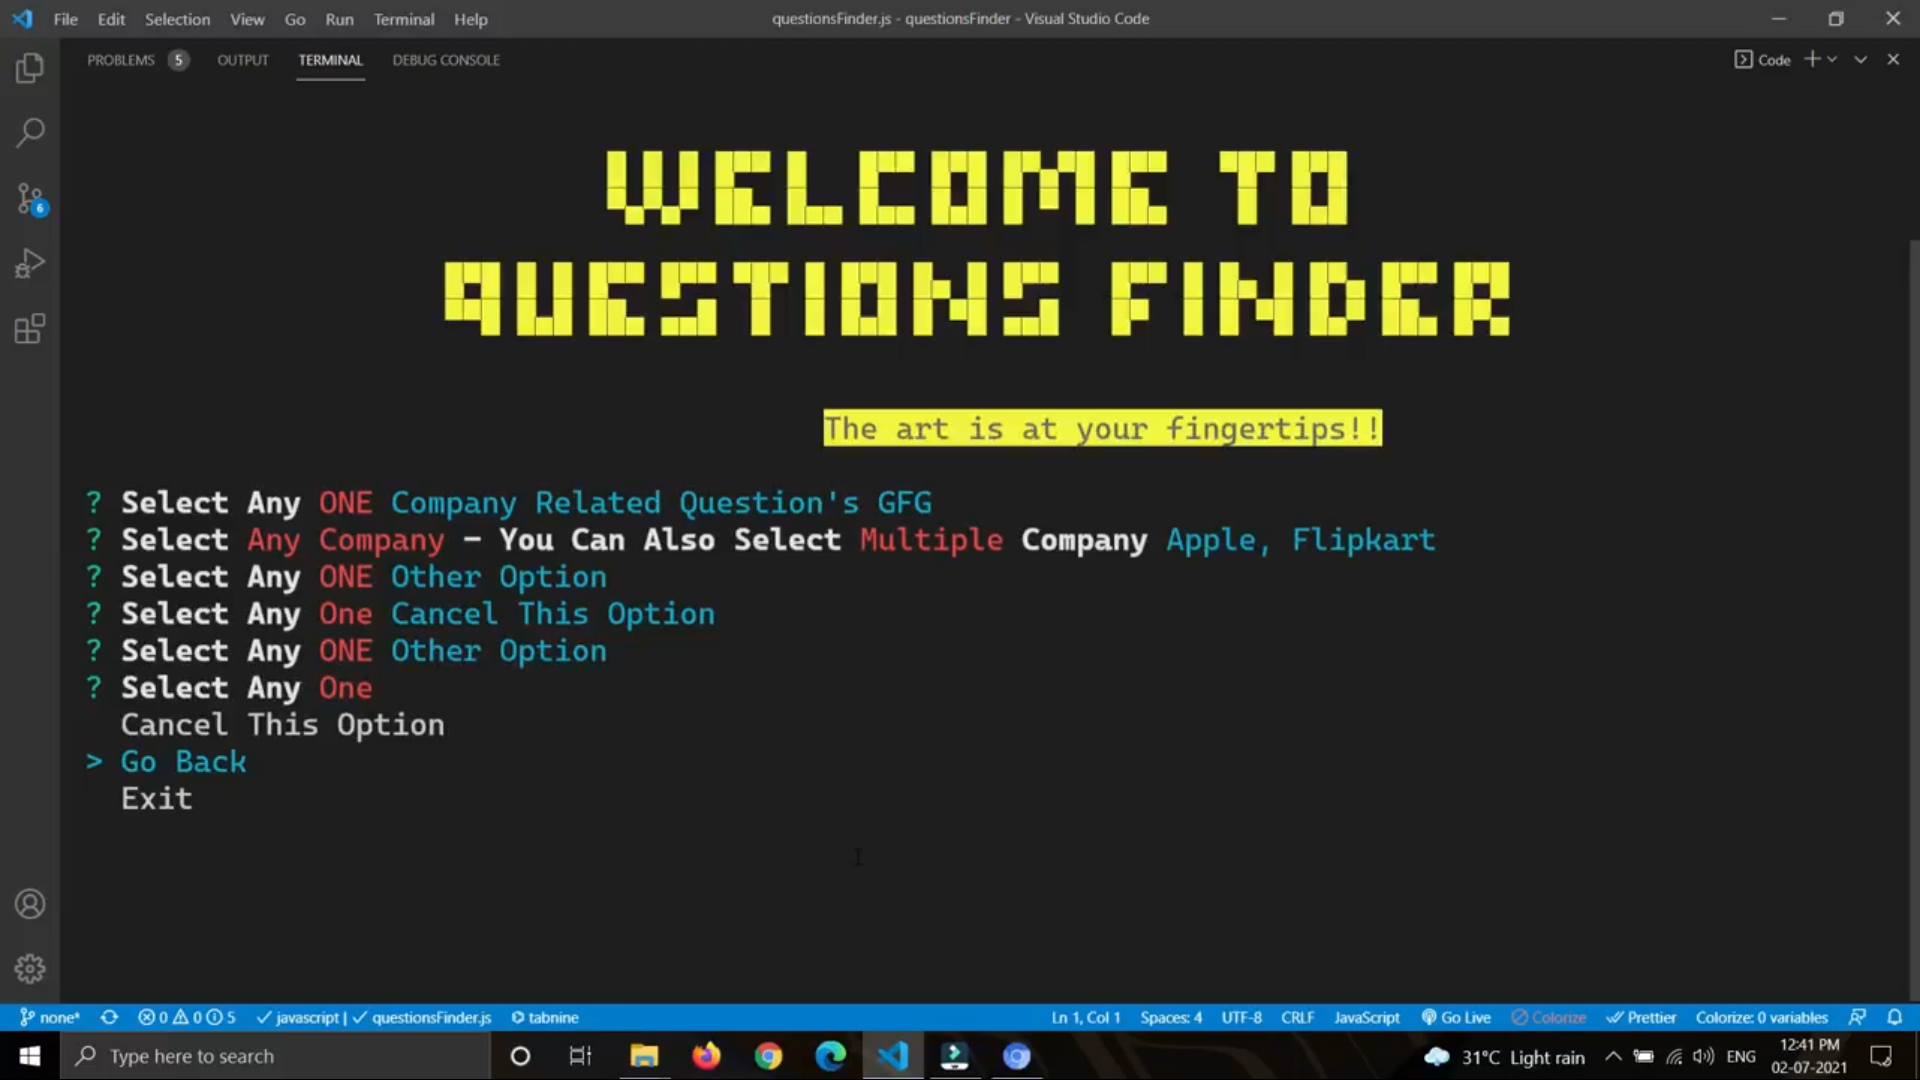 File Edit Selection View Go Run Terminal Help questionsFinder.js - questionsFinder - Visual Studio Code
PROBLEMS 5 OUTPUT TERMINAL DEBUG CONSOLE Code
WELCOME TO
QUESTIONS FINDER
The art is at your fingertips!!
? Select Any ONE Company Related Question's GFG
? Select Any Company - You Can Also Select Multiple Company Apple, Flipkart
? Select Any ONE Other Option
? Select Any One Cancel This Option
? Select Any ONE Other Option
? Select Any One
Cancel This Option
> Go Back
Exit
6
none* 0 0 5 javascript | questionsFinder.js tabnine Ln 1, Col 1 Spaces: 4 UTF-8 CRLF JavaScript Go Live Colorize Prettier Colorize: 0 variables
Type here to search 31°C Light rain ENG 12:41 PM
02-07-2021